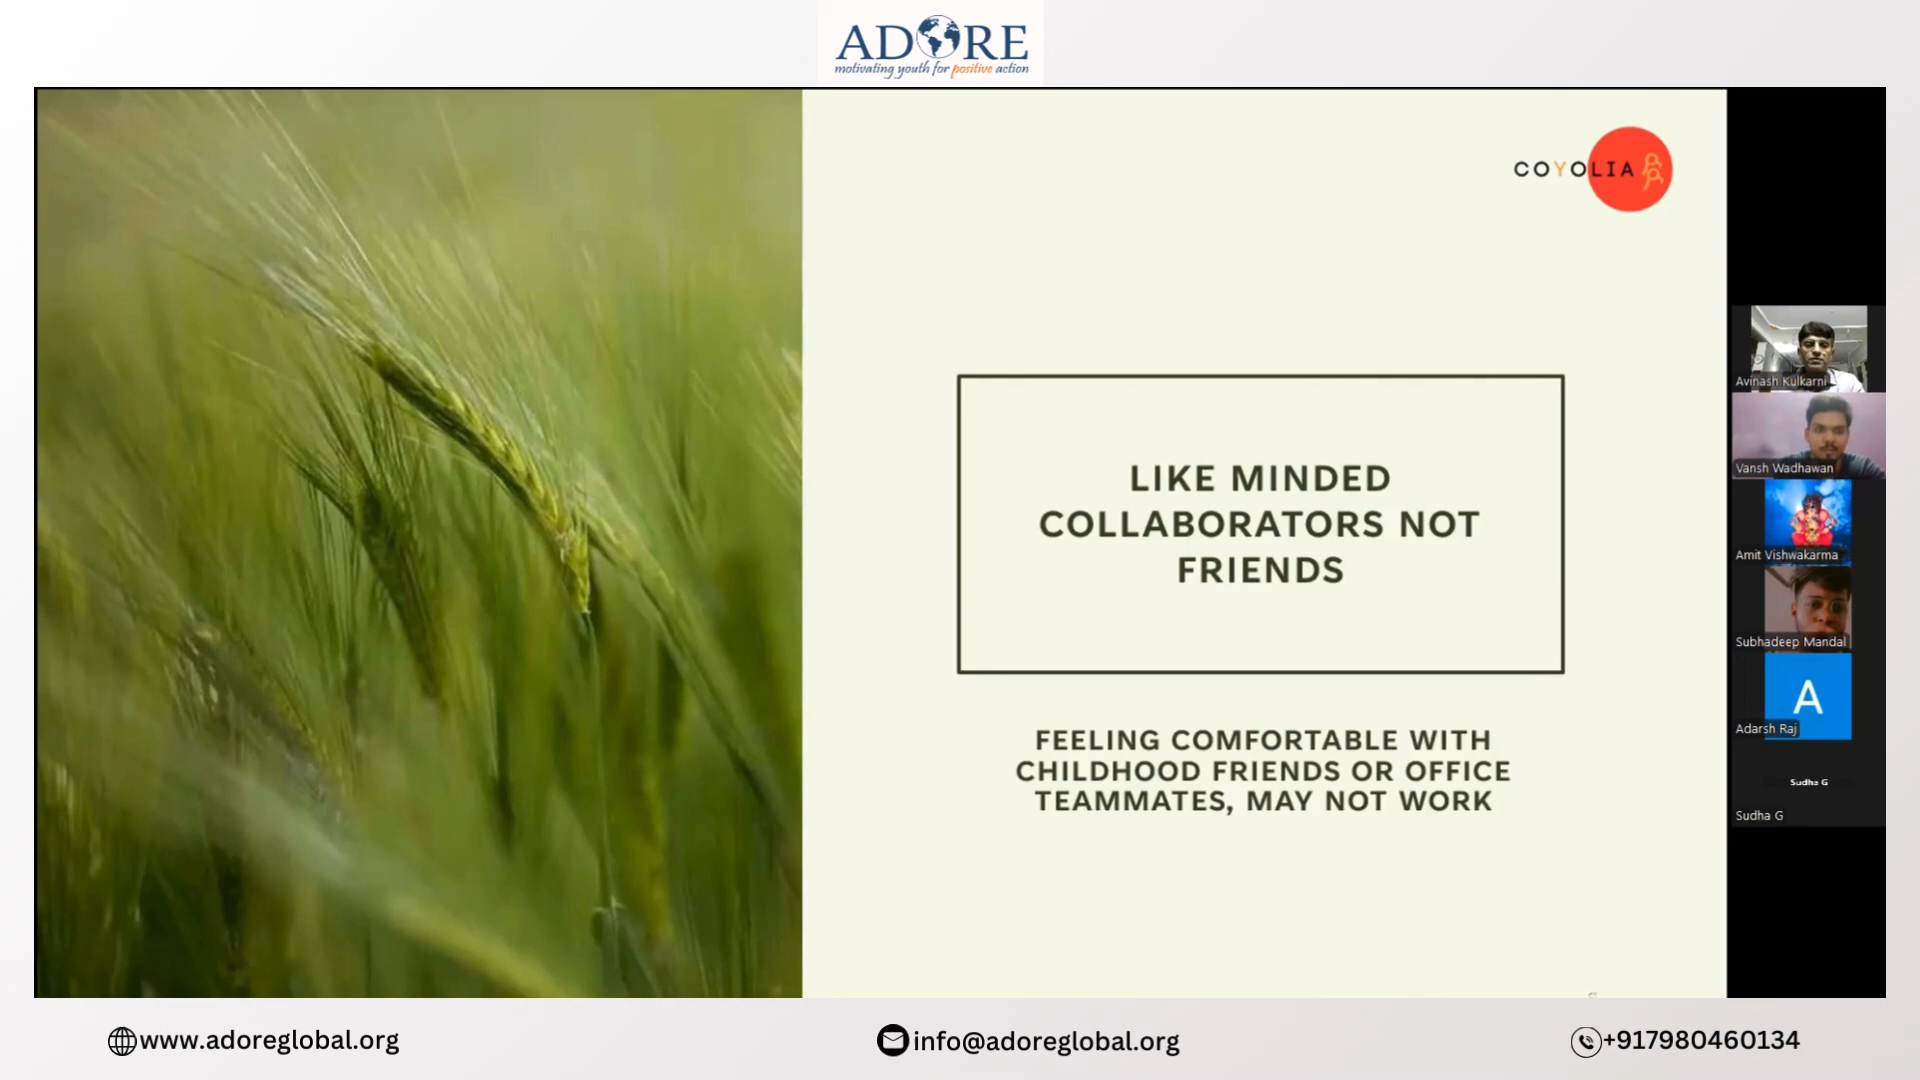 ADORE
motivating youth for positive action
COYOLIA
LIKE MINDED
COLLABORATORS NOT
FRIENDS
FEELING COMFORTABLE WITH
CHILDHOOD FRIENDS OR OFFICE
TEAMMATES, MAY NOT WORK
Avinash Kulkarni
Vansh Wadhawan
Amit Vishwakarma
Subhadeep Mandal
A
Adarsh Raj
Sudha G
Sudha G
www.adoreglobal.org
info@adoreglobal.org
+917980460134